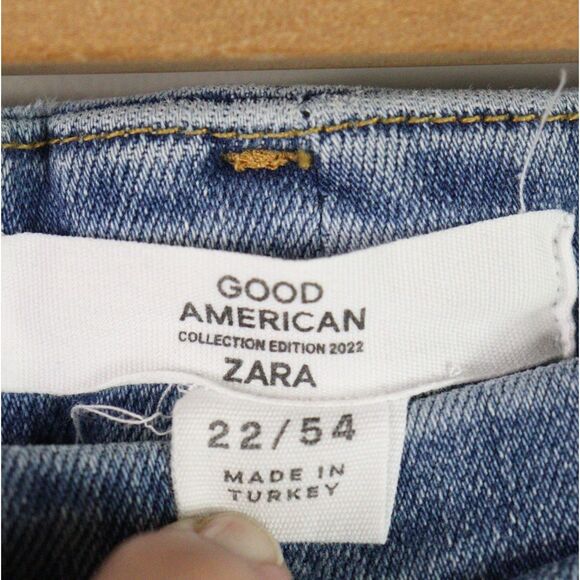 GOOD
AMERICAN
COLLECTION EDITION 2022
ZARA
22/54
MADE IN
TURKEY